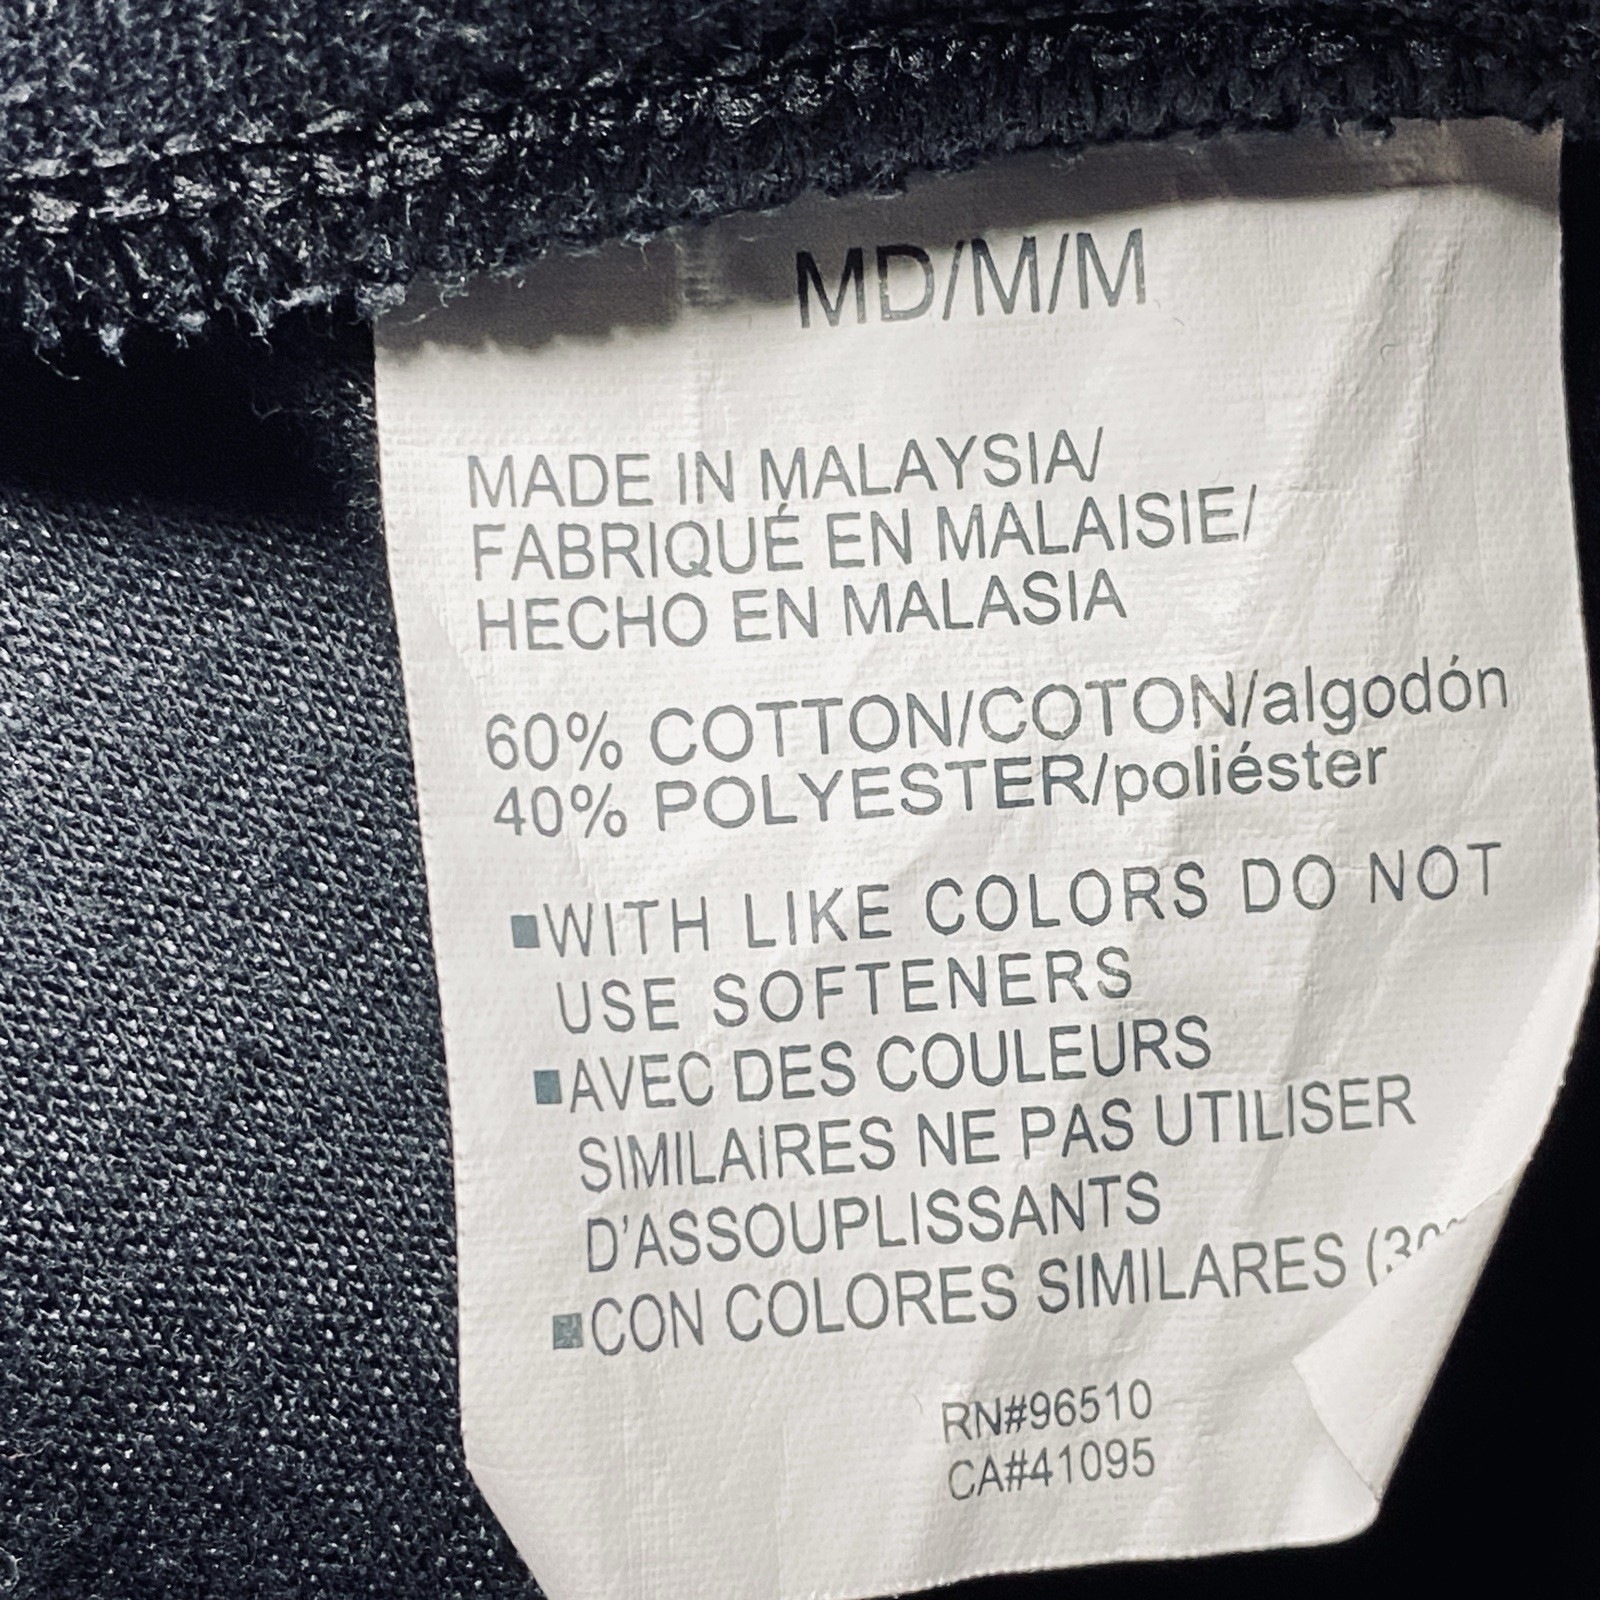 MD/M/M
MADE IN MALAYSIA/
FABRIQUÉ EN MALAISIE/
HECHO EN MALASIA
60% COTTON/COTON/algodón
40% POLYESTER/poliéster
■WITH LIKE COLORS DO NOT
USE SOFTENERS
■AVEC DES COULEURS
SIMILAIRES NE PAS UTILISER
D'ASSOUPLISSANTS
■CON COLORES SIMILARES
RN#96510
CA#41095